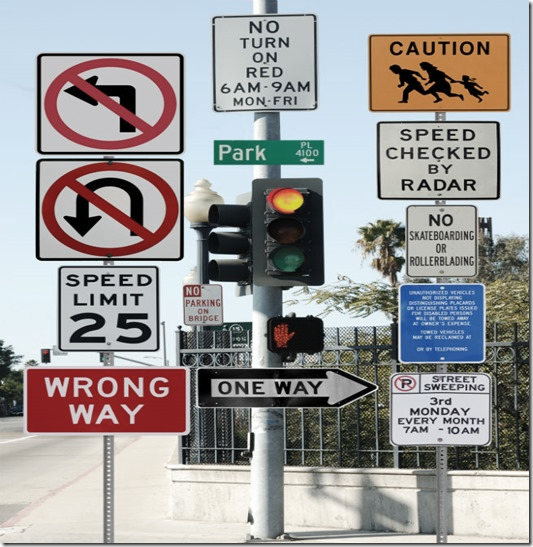 NO
TURN
ON
RED
6AM-9AM
MON-FRI
CAUTION
Park PL
4100
SPEED
CHECKED
BY
RADAR
NO
SKATEBOARDING
OR
ROLLERBLADING
SPEED
LIMIT
25
NO
PARKING
ON
BRIDGE
UNAUTHORIZED VEHICLES
NOT DISPLAYING
DISTINGUISHING PLACARDS
OR LICENSE PLATES ISSUED
FOR DISABLED PERSONS
WILL BE TOWED AWAY
AT OWNER'S EXPENSE.
TOWED VEHICLES
MAY BE RECLAIMED AT
OR BY TELEPHONING
WRONG
WAY
ONE WAY
P STREET
SWEEPING
3rd
MONDAY
EVERY MONTH
7AM - 10AM